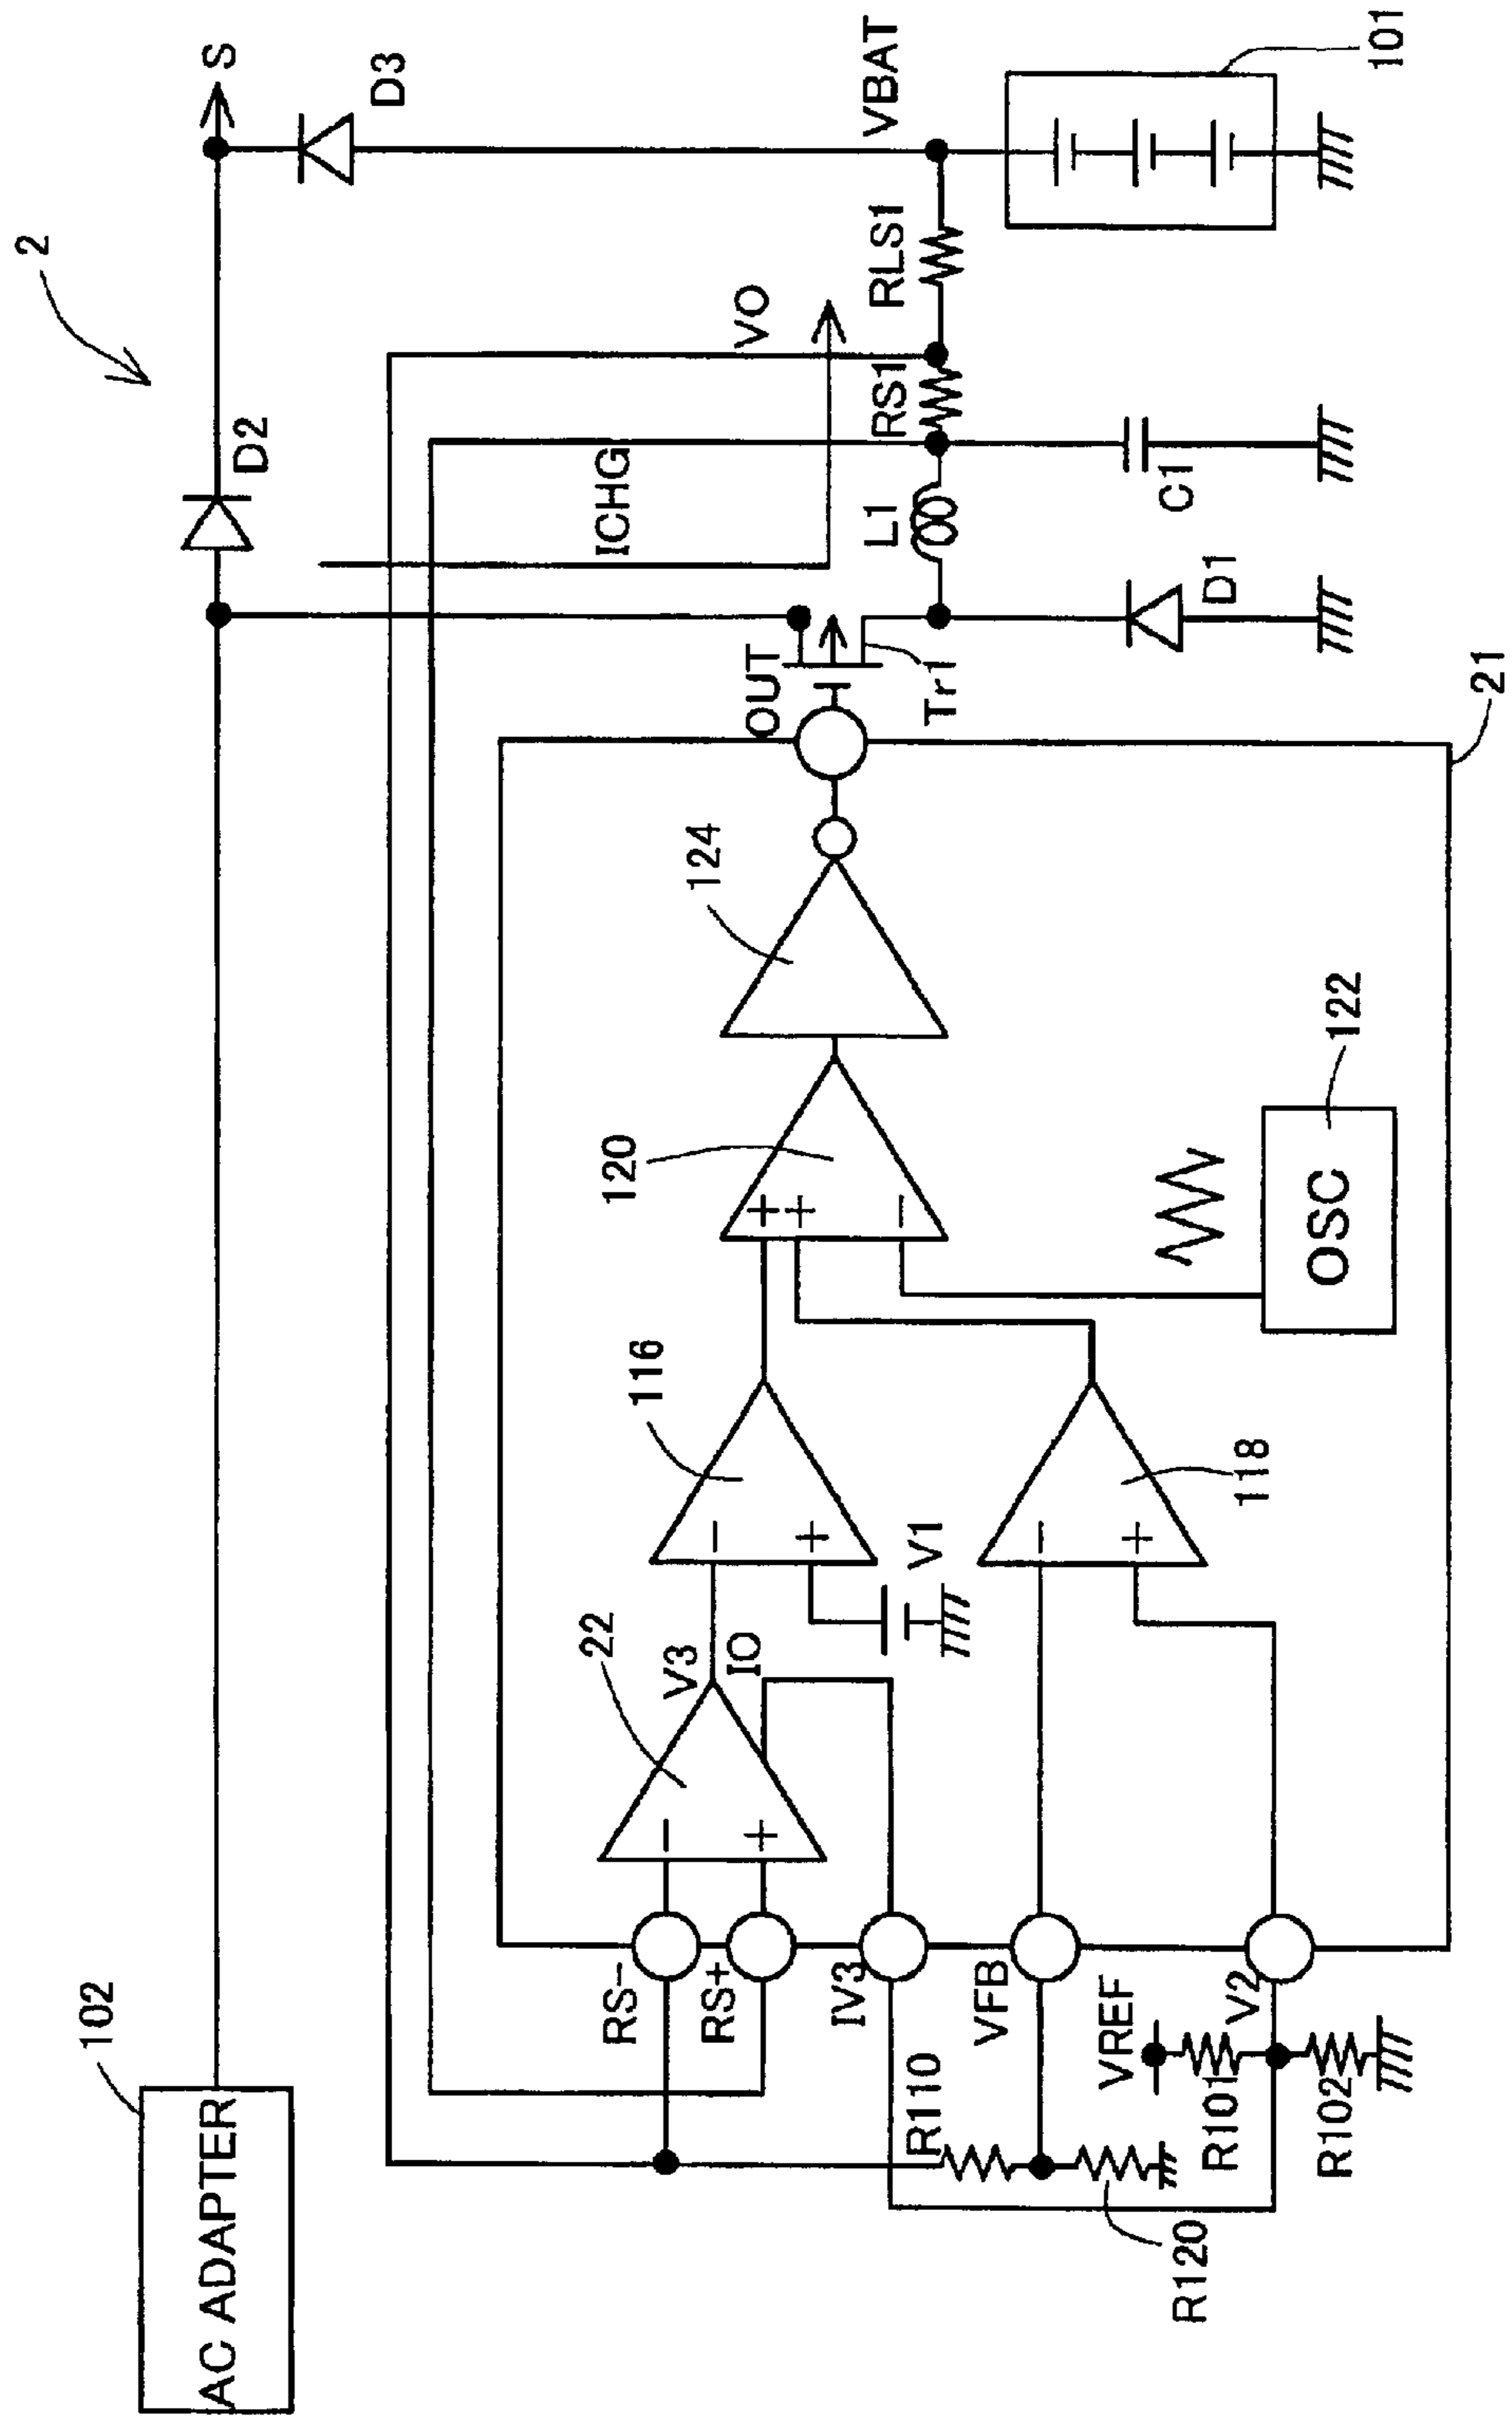 2
102
AC ADAPTER
D2
S
D3
ICHG
VO
VBAT
RLS1
RS1
L1
C1
D1
101
OUT
Tr1
21
124
120
116
118
122
OSC
22
V3
IO
V1
RS-
RS+
IV3
VFB
V2
VREF
R110
R120
R101
R102